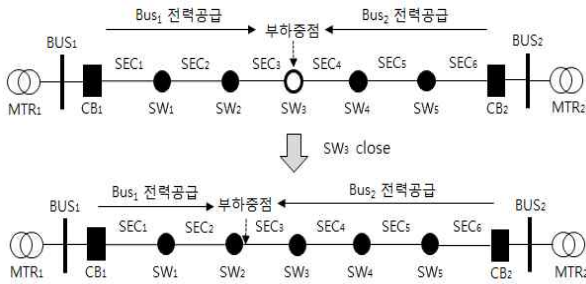 Bus₁ 전력공급 Bus₂ 전력공급
부하중점
BUS₁ BUS₂
SEC₁ SEC₂ SEC₃ SEC₄ SEC₅ SEC₆
MTR₁ CB₁ SW₁ SW₂ SW₃ SW₄ SW₅ CB₂ MTR₂
SW₃ close
Bus₁ 전력공급 Bus₂ 전력공급
부하중점
BUS₁ BUS₂
SEC₁ SEC₂ SEC₃ SEC₄ SEC₅ SEC₆
MTR₁ CB₁ SW₁ SW₂ SW₃ SW₄ SW₅ CB₂ MTR₂